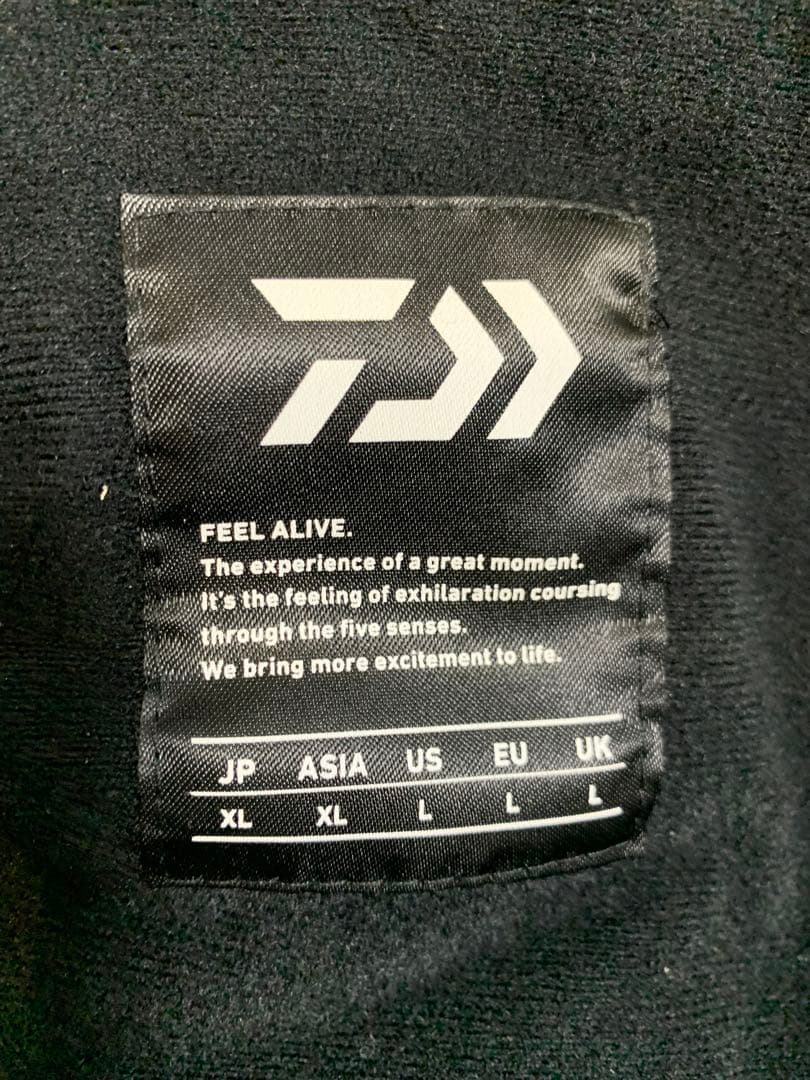 FEEL ALIVE.
The experience of a great moment.
It's the feeling of exhilaration coursing
through the five senses.
We bring more excitement to life.
JP ASIA US EU UK
XL XL L L L